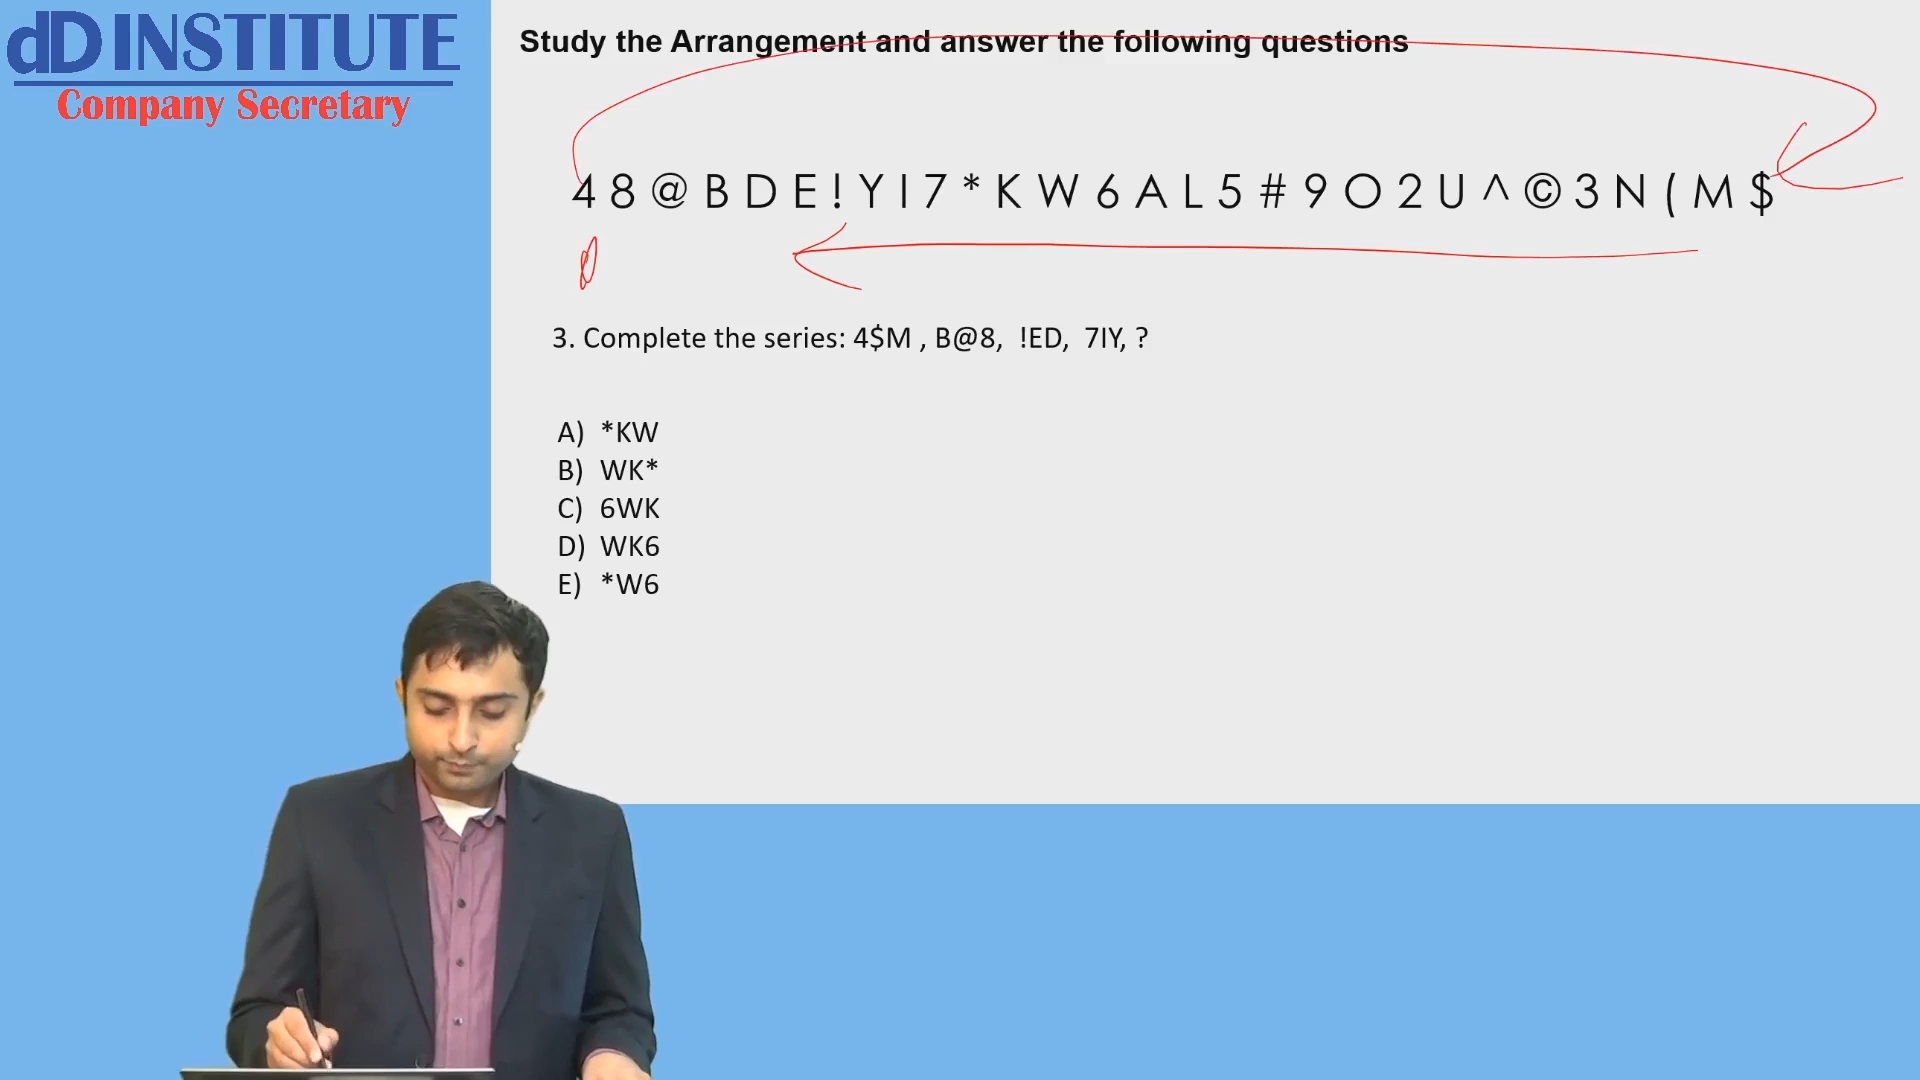 dD INSTITUTE
Company Secretary
Study the Arrangement and answer the following questions
4 8 @ B D E ! Y I 7 * K W 6 A L 5 # 9 O 2 U ^ © 3 N ( M $
3. Complete the series: 4$M , B@8, !ED, 7IY, ?
A) *KW
B) WK*
C) 6WK
D) WK6
E) *W6